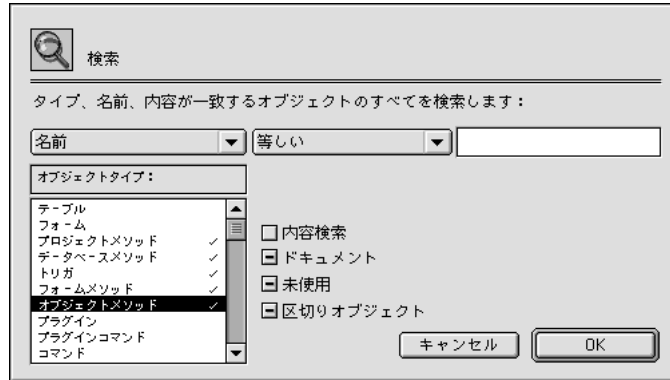 検索
タイプ、名前、内容が一致するオブジェクトのすべてを検索します：
名前
等しい
オブジェクトタイプ：
テーブル
フォーム
プロジェクトメソッド ✓
データベースメソッド ✓
トリガ ✓
フォームメソッド ✓
オブジェクトメソッド ✓
プラグイン
プラグインコマンド
コマンド
内容検索
ドキュメント
未使用
区切りオブジェクト
キャンセル
OK